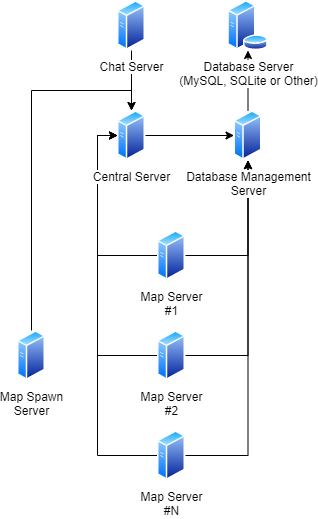 Chat Server
Database Server
(MySQL, SQLite or Other)
Central Server
Database Management
Server
Map Server
#1
Map Spawn
Server
Map Server
#2
Map Server
#N